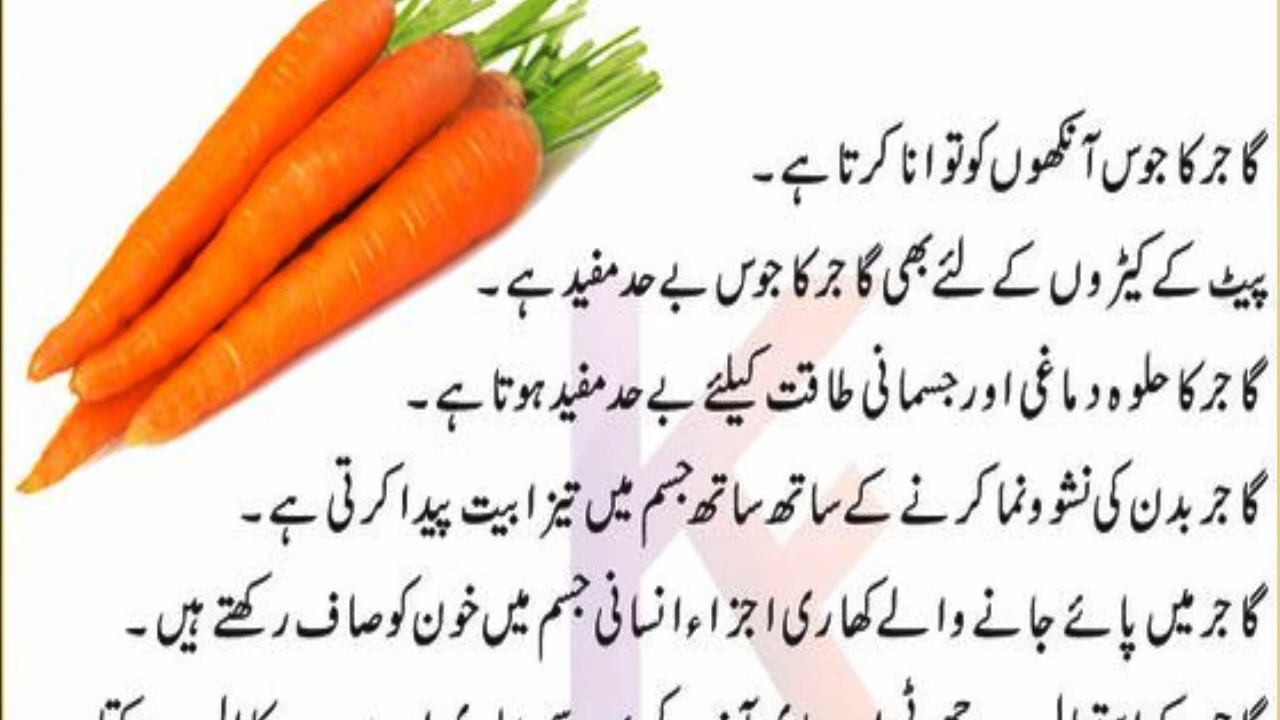 گاجر کا جوس آنکھوں کو توانا کرتا ہے۔
پیٹ کے کیڑوں کے لئے بھی گاجر کا جوس بے حد مفید ہے۔
گاجر کا حلوہ دماغی اور جسمانی طاقت کیلئے بے حد مفید ہوتا ہے۔
گاجر بدن کی نشوونما کرنے کے ساتھ ساتھ جسم میں تیزابیت پیدا کرتی ہے۔
گاجر میں پائے جانے والے کھاری اجزاء انسانی جسم میں خون کو صاف رکھتے ہیں۔